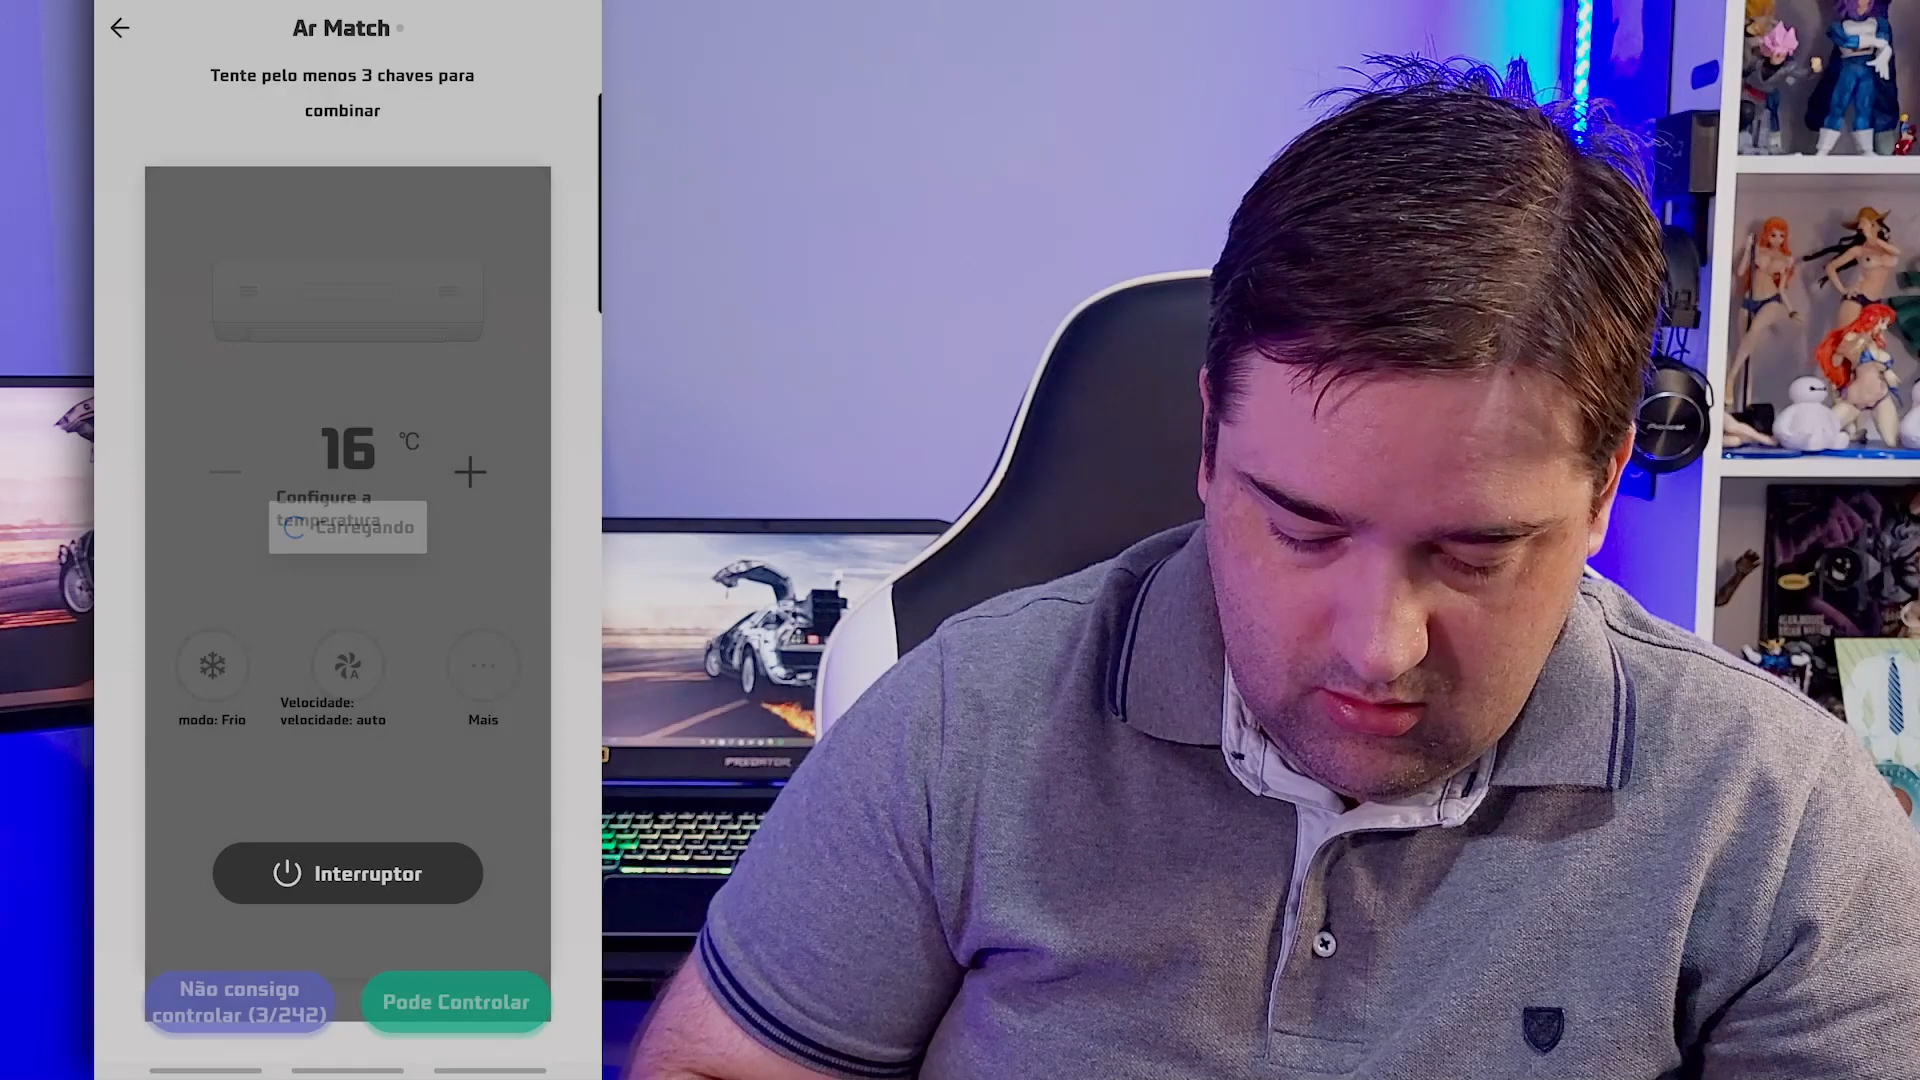 Ar Match
Tente pelo menos 3 chaves para
combinar
16 °C
Configure a
temperatura
Carregando
modo: Frio
Velocidade:
velocidade: auto
Mais
Interruptor
Não consigo
controlar (3/242)
Pode Controlar
PREDATOR
Pioneer